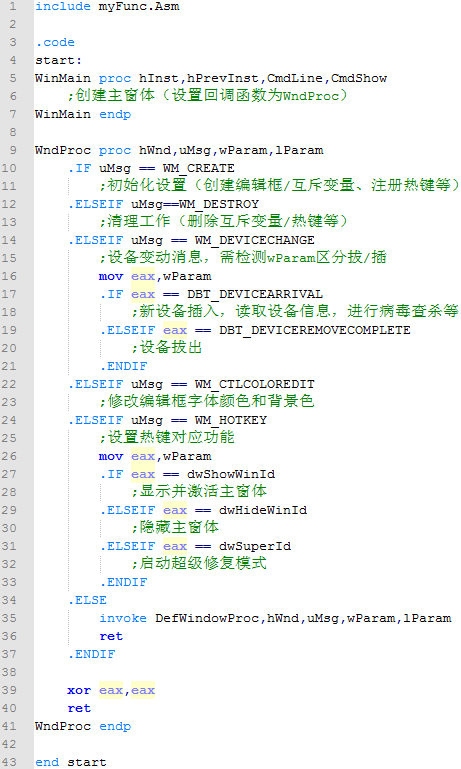 1 include myFunc.Asm
2
3 .code
4 start:
5 WinMain proc hInst,hPrevInst,CmdLine,CmdShow
6     ;创建主窗体（设置回调函数为WndProc）
7 WinMain endp
8
9 WndProc proc hWnd,uMsg,wParam,lParam
10     .IF uMsg == WM_CREATE
11         ;初始化设置（创建编辑框/互斥变量、注册热键等）
12     .ELSEIF uMsg==WM_DESTROY
13         ;清理工作（删除互斥变量/热键等）
14     .ELSEIF uMsg == WM_DEVICECHANGE
15         ;设备变动消息，需检测wParam区分拔/插
16         mov eax,wParam
17         .IF eax == DBT_DEVICEARRIVAL
18             ;新设备插入，读取设备信息，进行病毒查杀等
19         .ELSEIF eax == DBT_DEVICEREMOVECOMPLETE
20             ;设备拔出
21         .ENDIF
22     .ELSEIF uMsg == WM_CTLCOLOREDIT
23         ;修改编辑框字体颜色和背景色
24     .ELSEIF uMsg == WM_HOTKEY
25         ;设置热键对应功能
26         mov eax,wParam
27         .IF eax == dwShowWinId
28             ;显示并激活主窗体
29         .ELSEIF eax == dwHideWinId
30             ;隐藏主窗体
31         .ELSEIF eax == dwSuperId
32             ;启动超级修复模式
33         .ENDIF
34     .ELSE
35         invoke DefWindowProc,hWnd,uMsg,wParam,lParam
36         ret
37     .ENDIF
38
39     xor eax,eax
40     ret
41 WndProc endp
42
43 end start